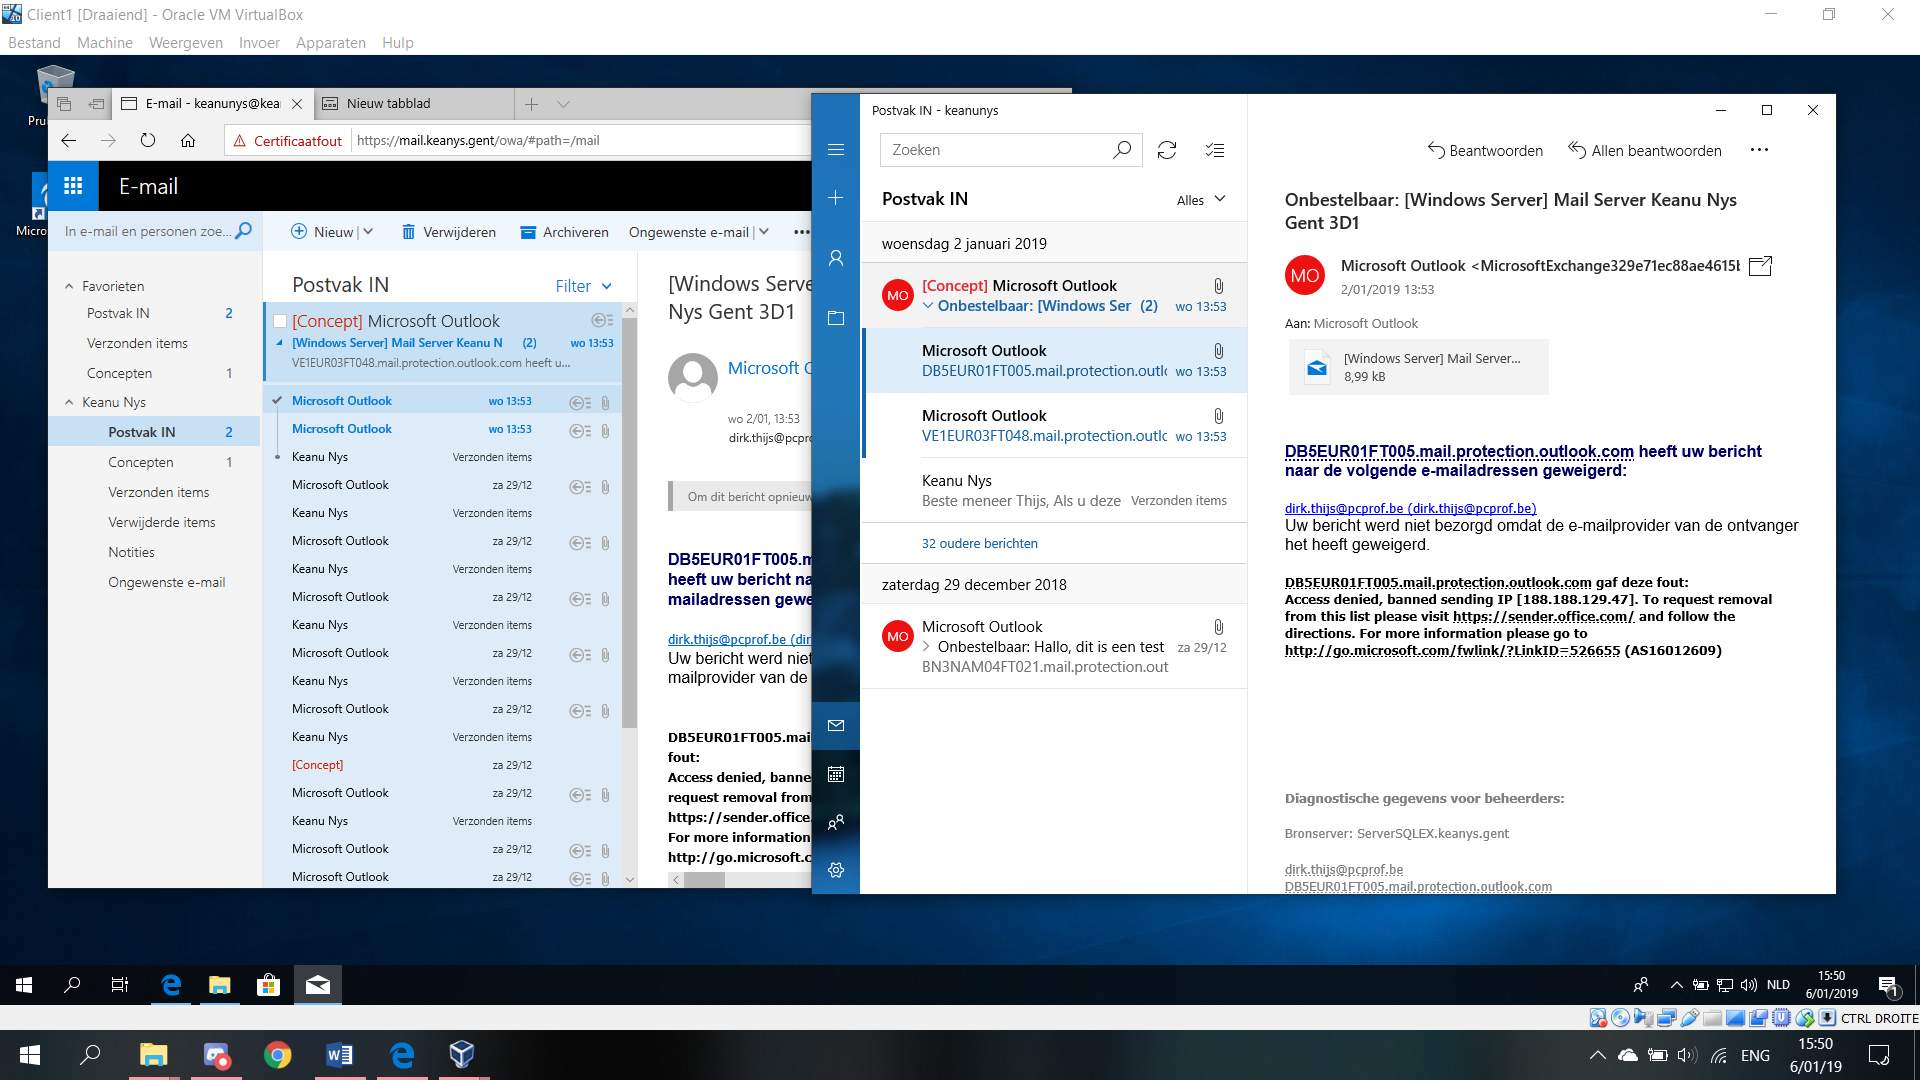 Client1 [Draaiend] - Oracle VM VirtualBox
Bestand Machine Weergeven Invoer Apparaten Hulp
E-mail - keanunys@kea
Nieuw tabblad
Certificaatfout
https://mail.keanys.gent/owa/#path=/mail
E-mail
In e-mail en personen zoe...
Nieuw
Verwijderen
Archiveren
Ongewenste e-mail
Favorieten
Postvak IN 2
Verzonden items
Concepten 1
Keanu Nys
Postvak IN 2
Concepten 1
Verzonden items
Verwijderde items
Notities
Ongewenste e-mail
Postvak IN
Filter
[Concept] Microsoft Outlook
[Windows Server] Mail Server Keanu N (2) wo 13:53
VE1EUR03FT048.mail.protection.outlook.com heeft u...
Microsoft Outlook wo 13:53
Microsoft Outlook wo 13:53
Keanu Nys Verzonden items
Microsoft Outlook za 29/12
Keanu Nys Verzonden items
Microsoft Outlook za 29/12
Keanu Nys Verzonden items
Microsoft Outlook za 29/12
Keanu Nys Verzonden items
Microsoft Outlook za 29/12
Keanu Nys Verzonden items
Microsoft Outlook za 29/12
Keanu Nys Verzonden items
[Concept] za 29/12
Microsoft Outlook za 29/12
Keanu Nys Verzonden items
Microsoft Outlook za 29/12
Microsoft Outlook za 29/12
[Windows Serve
Nys Gent 3D1
Microsoft O
wo 2/01, 13:53
dirk.thijs@pcpro
Om dit bericht opnieuw
DB5EUR01FT005.m
heeft uw bericht na
mailadressen gewe
dirk.thijs@pcprof.be (dir
Uw bericht werd niet
mailprovider van de
DB5EUR01FT005.mai
fout:
Access denied, banne
request removal from
https://sender.office.
For more information
http://go.microsoft.c
Postvak IN - keanunys
Zoeken
Postvak IN
Alles
woensdag 2 januari 2019
MO
[Concept] Microsoft Outlook
Onbestelbaar: [Windows Ser (2) wo 13:53
Microsoft Outlook
DB5EUR01FT005.mail.protection.outl wo 13:53
Microsoft Outlook
VE1EUR03FT048.mail.protection.outlc wo 13:53
Keanu Nys
Beste meneer Thijs, Als u deze Verzonden items
32 oudere berichten
zaterdag 29 december 2018
MO
Microsoft Outlook
Onbestelbaar: Hallo, dit is een test za 29/12
BN3NAM04FT021.mail.protection.out
Beantwoorden
Allen beantwoorden
Onbestelbaar: [Windows Server] Mail Server Keanu Nys
Gent 3D1
MO
Microsoft Outlook <MicrosoftExchange329e71ec88ae4615b
2/01/2019 13:53
Aan: Microsoft Outlook
[Windows Server] Mail Server...
8,99 kB
DB5EUR01FT005.mail.protection.outlook.com heeft uw bericht
naar de volgende e-mailadressen geweigerd:
dirk.thijs@pcprof.be (dirk.thijs@pcprof.be)
Uw bericht werd niet bezorgd omdat de e-mailprovider van de ontvanger
het heeft geweigerd.
DB5EUR01FT005.mail.protection.outlook.com gaf deze fout:
Access denied, banned sending IP [188.188.129.47]. To request removal
from this list please visit https://sender.office.com/ and follow the
directions. For more information please go to
http://go.microsoft.com/fwlink/?LinkID=526655 (AS16012609)
Diagnostische gegevens voor beheerders:
Bronserver: ServerSQLEX.keanys.gent
dirk.thijs@pcprof.be
DB5EUR01FT005.mail.protection.outlook.com
NLD
15:50
6/01/2019
1
CTRL DROITE
ENG
15:50
6/01/19